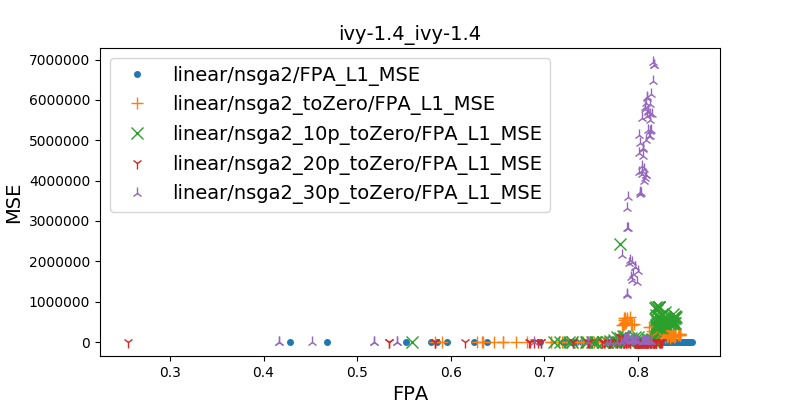 ivy-1.4_ivy-1.4
7000000
6000000
5000000
4000000
3000000
2000000
1000000
0
MSE
linear/nsga2/FPA_L1_MSE
linear/nsga2_toZero/FPA_L1_MSE
linear/nsga2_10p_toZero/FPA_L1_MSE
linear/nsga2_20p_toZero/FPA_L1_MSE
linear/nsga2_30p_toZero/FPA_L1_MSE
0.3 0.4 0.5 0.6 0.7 0.8
FPA